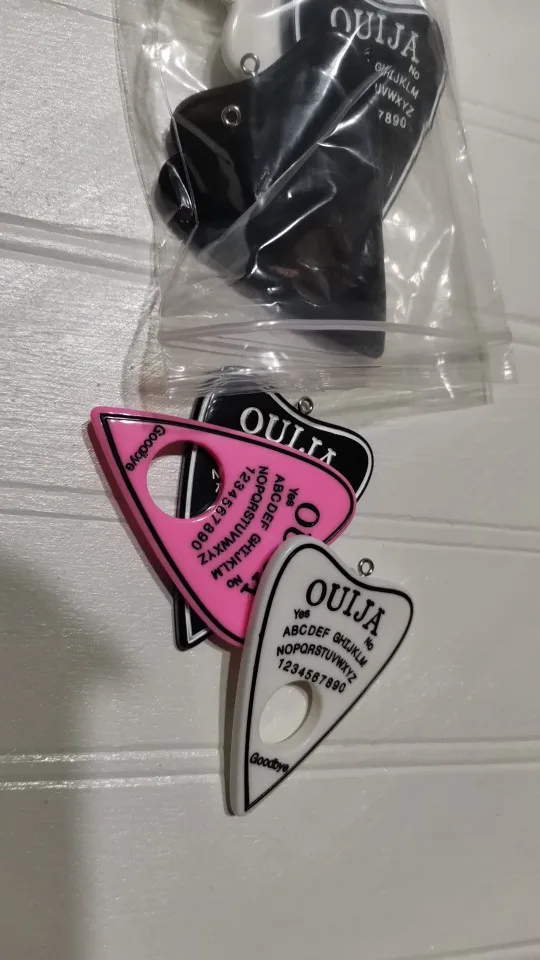 OUIJA
No
GHIJKLM
UVWXYZ
7890
OUIJA
Goodbye
Yes
ABCDEF GHIJKLM
NOPQRSTUVWXYZ
1234567890
No
OUIJA
Yes
No
ABCDEF GHIJKLM
NOPQRSTUVWXYZ
1234567890
Goodbye